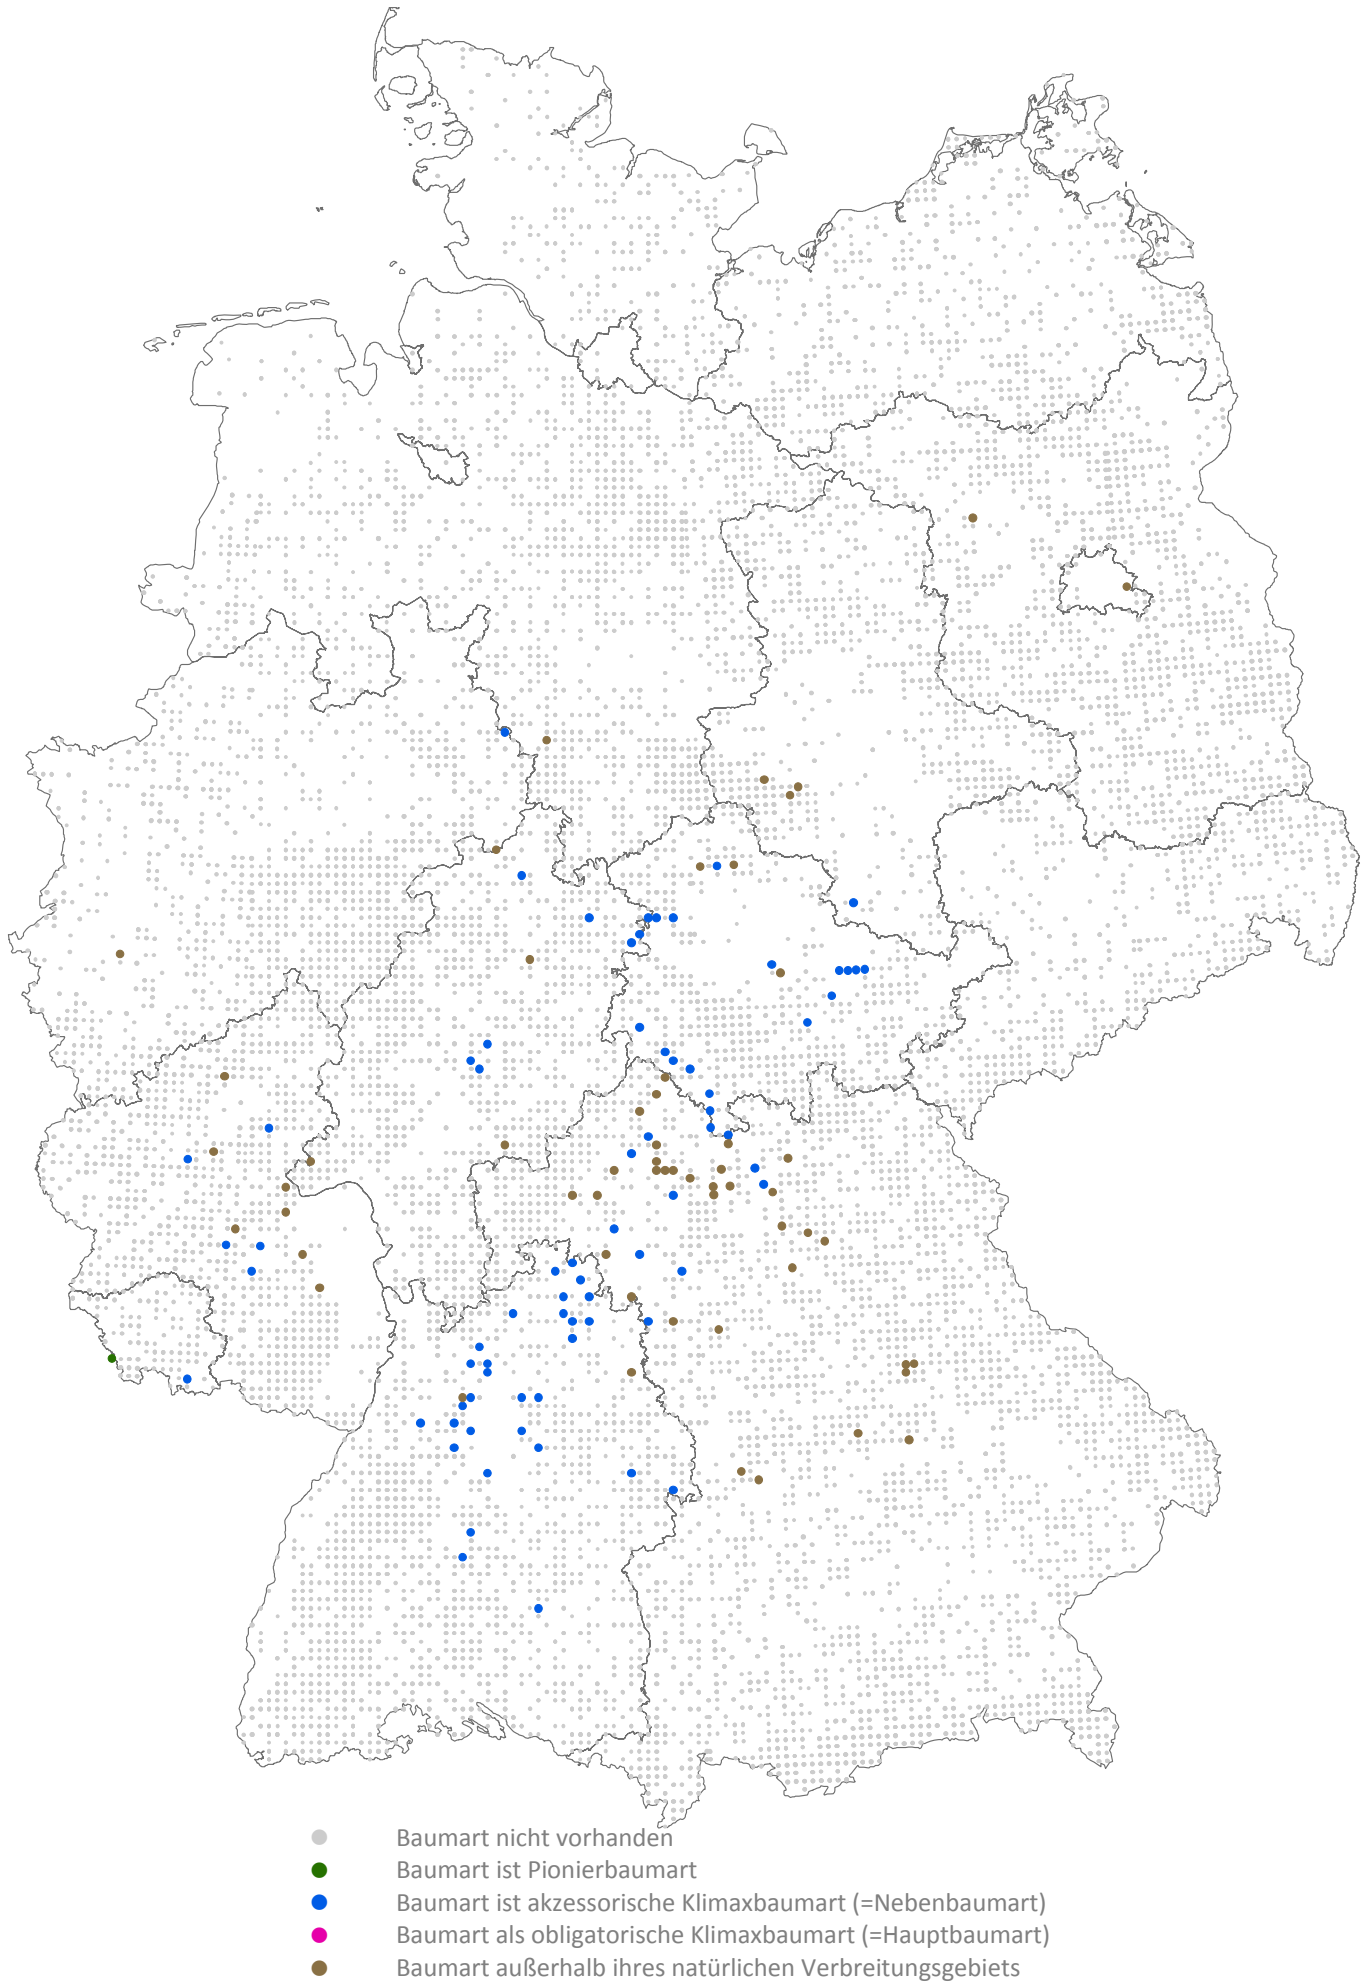 Baumart nicht vorhanden
Baumart ist Pionierbaumart
Baumart ist akzessorische Klimaxbaumart (=Nebenbaumart)
Baumart als obligatorische Klimaxbaumart (=Hauptbaumart)
Baumart außerhalb ihres natürlichen Verbreitungsgebiets